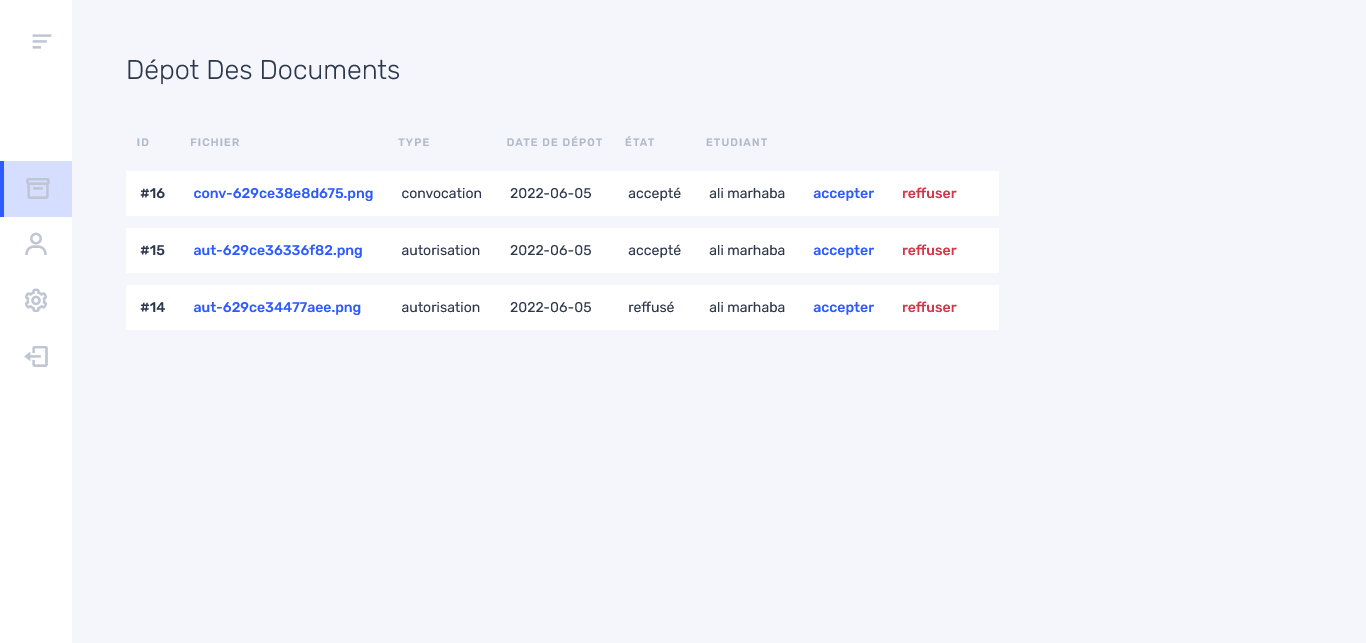 Dépot Des Documents
ID FICHIER TYPE DATE DE DÉPOT ÉTAT ETUDIANT
#16 conv-629ce38e8d675.png convocation 2022-06-05 accepté ali marhaba accepter reffuser
#15 aut-629ce36336f82.png autorisation 2022-06-05 accepté ali marhaba accepter reffuser
#14 aut-629ce34477aee.png autorisation 2022-06-05 reffusé ali marhaba accepter reffuser